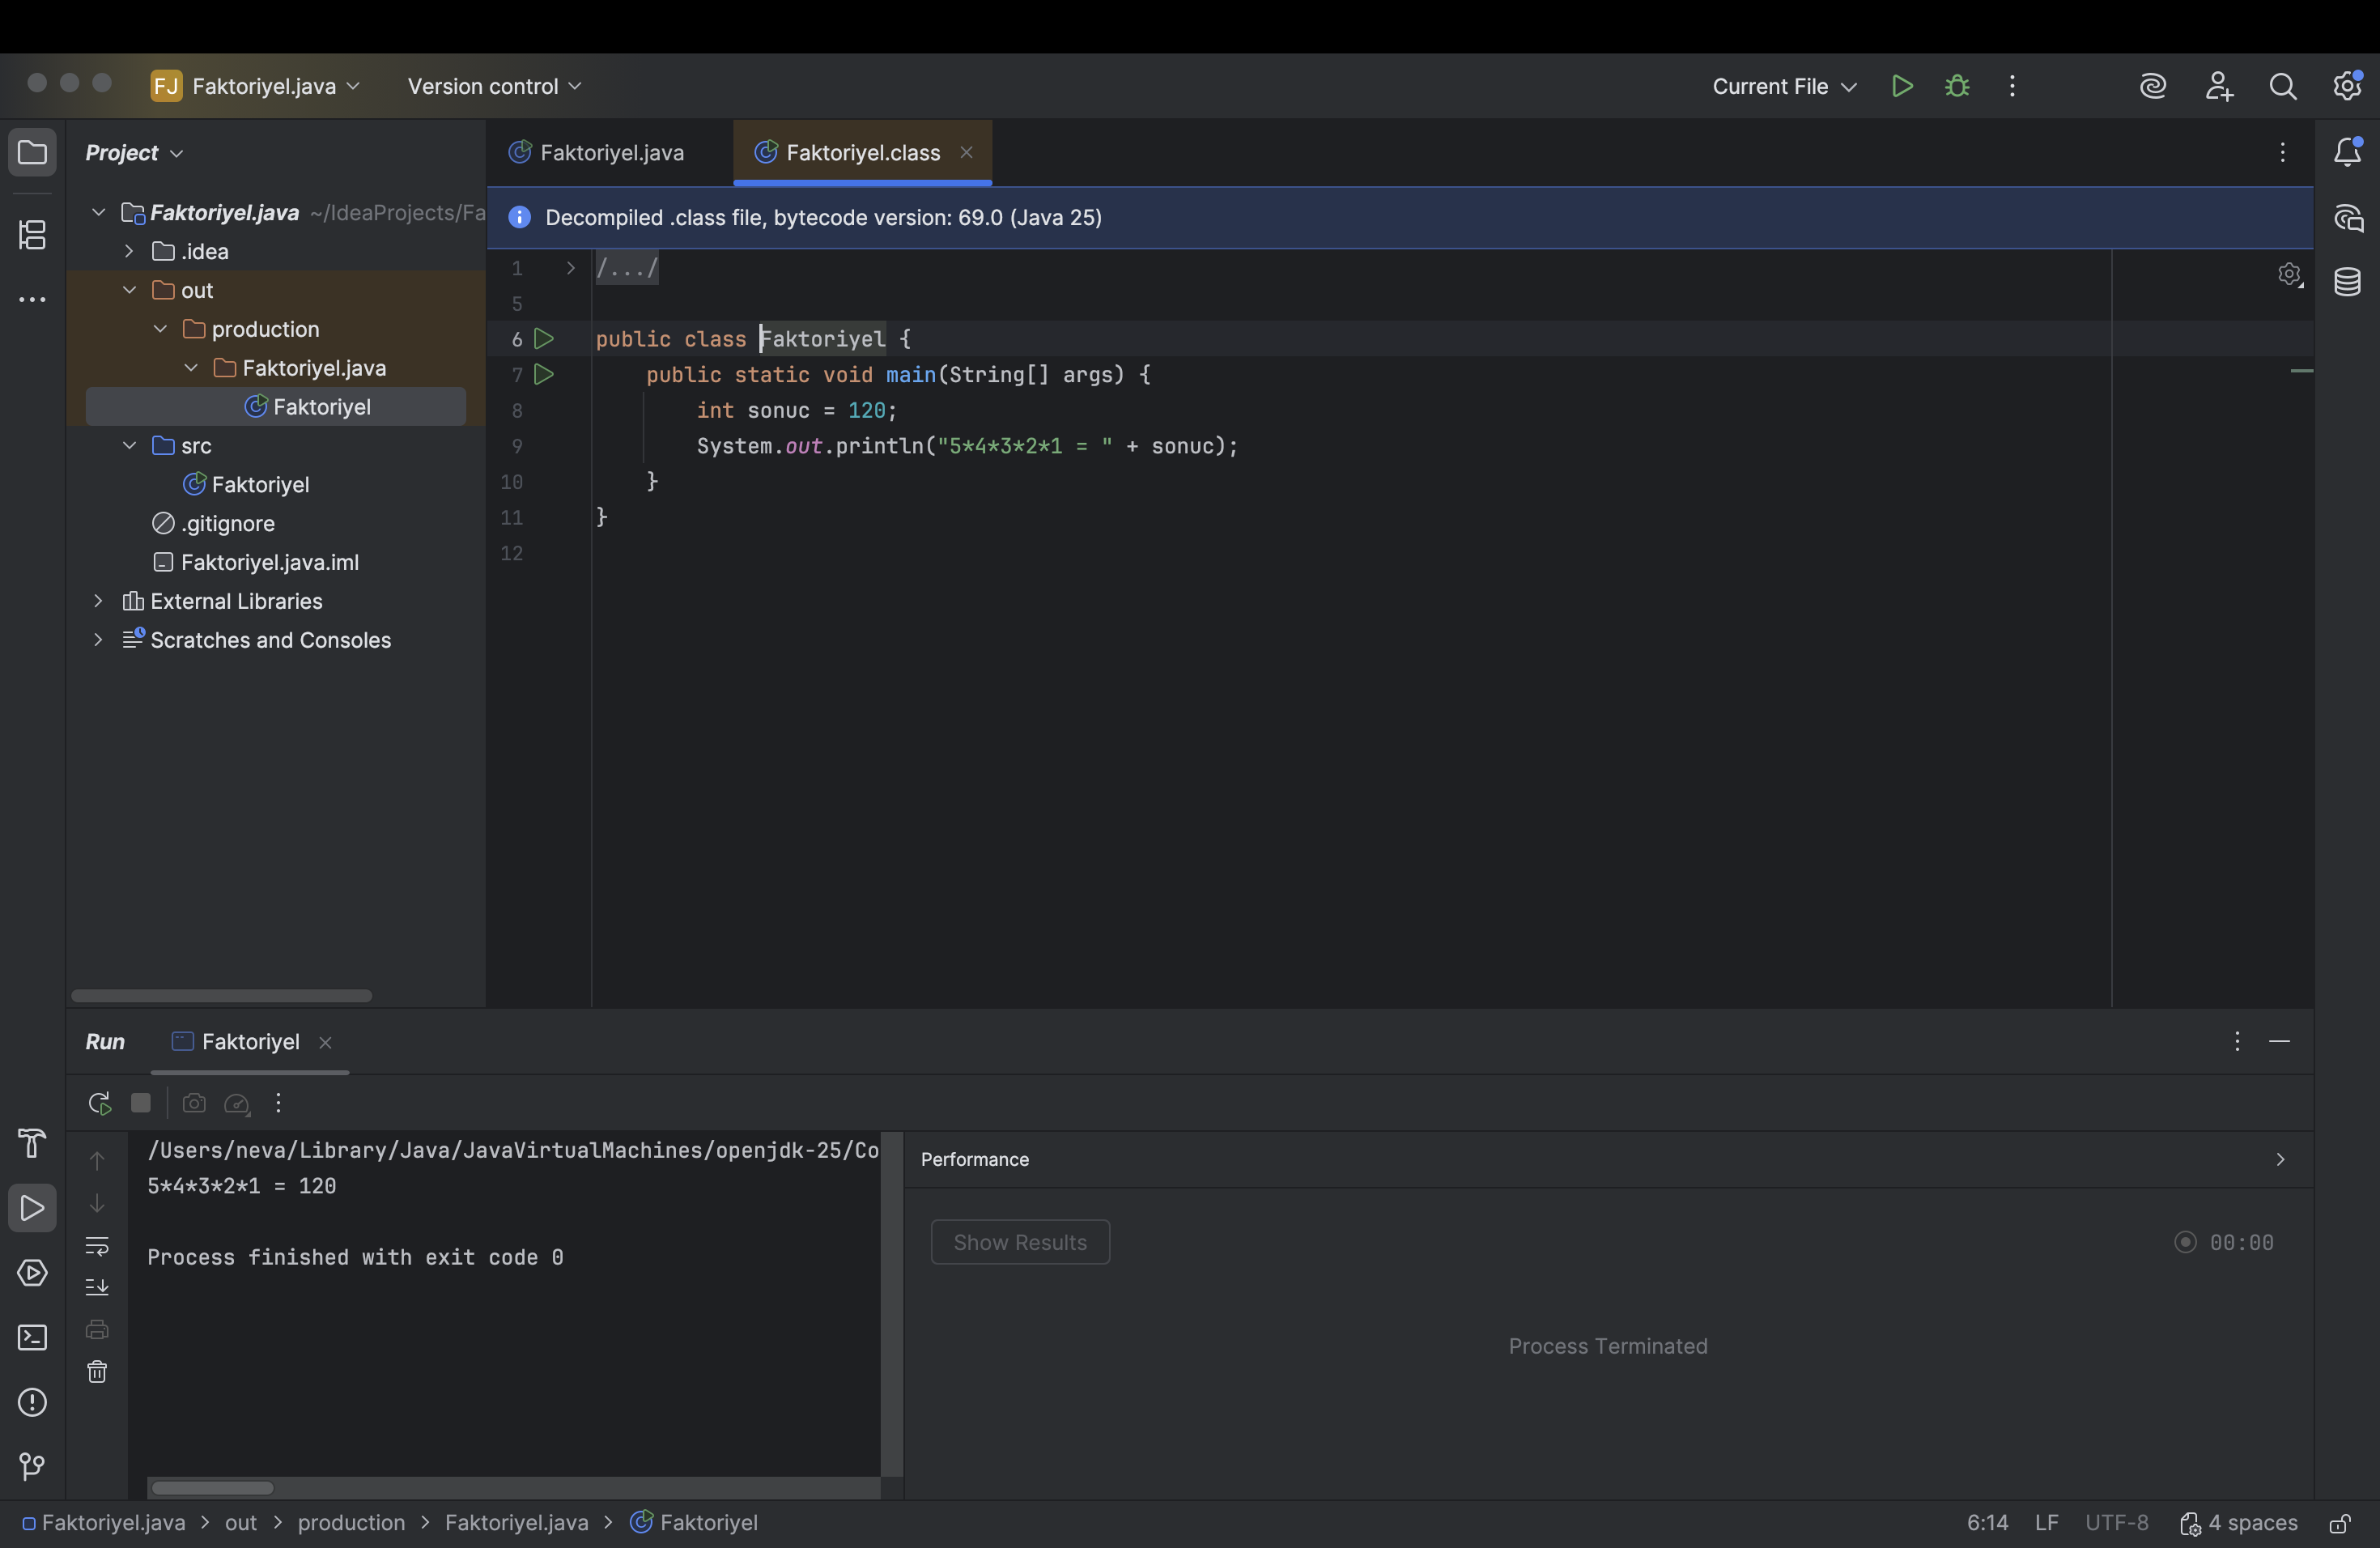 FJ Faktoriyel.java Version control Current File
Project
Faktoriyel.java ~/IdeaProjects/Fa
.idea
out
production
Faktoriyel.java
Faktoriyel
src
Faktoriyel
.gitignore
Faktoriyel.java.iml
External Libraries
Scratches and Consoles
Faktoriyel.java Faktoriyel.class
Decompiled .class file, bytecode version: 69.0 (Java 25)
1 /.../
5
6 public class Faktoriyel {
7 public static void main(String[] args) {
8 int sonuc = 120;
9 System.out.println("5*4*3*2*1 = " + sonuc);
10 }
11 }
12
Run Faktoriyel
/Users/neva/Library/Java/JavaVirtualMachines/openjdk-25/Co
5*4*3*2*1 = 120
Process finished with exit code 0
Performance
Show Results 00:00
Process Terminated
Faktoriyel.java > out > production > Faktoriyel.java > Faktoriyel 6:14 LF UTF-8 4 spaces